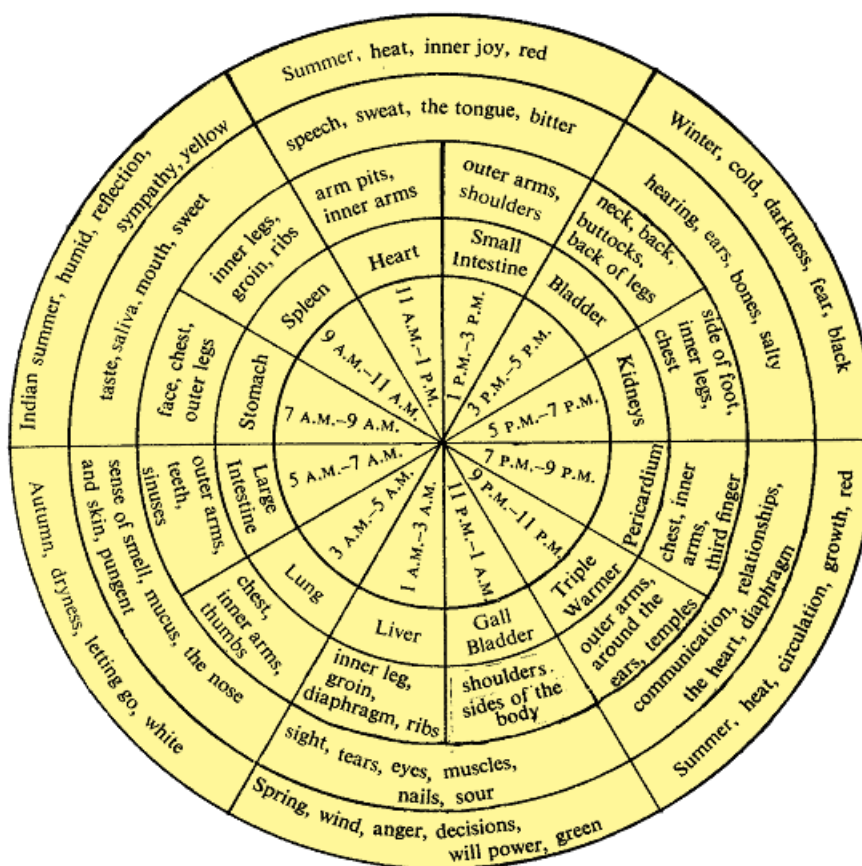 Summer, heat, inner joy, red
speech, sweat, the tongue, bitter
arm pits,
inner arms
Heart
11 A.M.–1 P.M.
outer arms,
shoulders
Small
Intestine
1 P.M.–3 P.M.
Winter, cold, darkness, fear, black
hearing, ears, bones, salty
neck, back,
buttocks,
back of legs
Bladder
3 P.M.–5 P.M.
side of foot,
inner legs,
chest
Kidneys
5 P.M.–7 P.M.
Summer, heat, circulation, growth, red
communication, relationships,
the heart, diaphragm
chest, inner
arms,
third finger
Pericardium
7 P.M.–9 P.M.
outer arms,
around the
ears, temples
Triple
Warmer
9 P.M.–11 P.M.
Spring, wind, anger, decisions,
will power, green
sight, tears, eyes, muscles,
nails, sour
shoulders
sides of the
body
Gall
Bladder
11 P.M.–1 A.M.
inner leg,
groin,
diaphragm, ribs
Liver
1 A.M.–3 A.M.
Autumn, dryness, letting go, white
sense of smell, mucus, the nose
and skin, pungent
chest,
inner arms,
thumbs
Lung
3 A.M.–5 A.M.
outer arms,
teeth,
sinuses
Large
Intestine
5 A.M.–7 A.M.
Indian summer, humid, reflection,
sympathy, yellow
taste, saliva, mouth, sweet
face, chest,
outer legs
Stomach
7 A.M.–9 A.M.
inner legs,
groin, ribs
Spleen
9 A.M.–11 A.M.